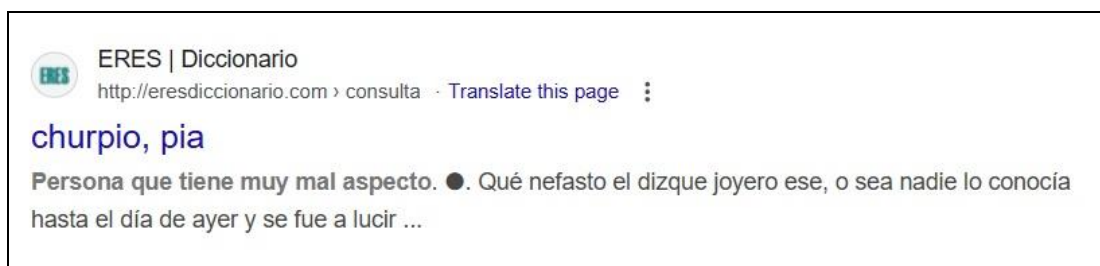 ERES | Diccionario
ERES
http://eresdiccionario.com › consulta · Translate this page
churpio, pia
Persona que tiene muy mal aspecto. ●. Qué nefasto el dizque joyero ese, o sea nadie lo conocía
hasta el día de ayer y se fue a lucir ...